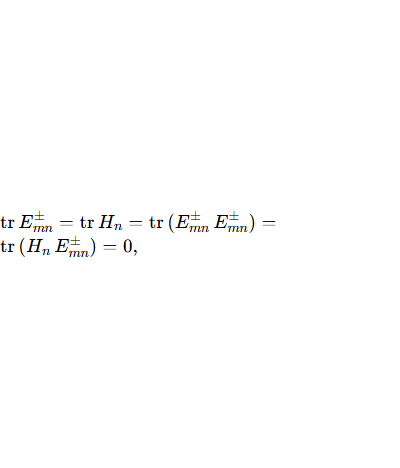 tr E^±_{mn} = tr H_n = tr (E^±_{mn} E^±_{mn}) =
tr (H_n E^±_{mn}) = 0,